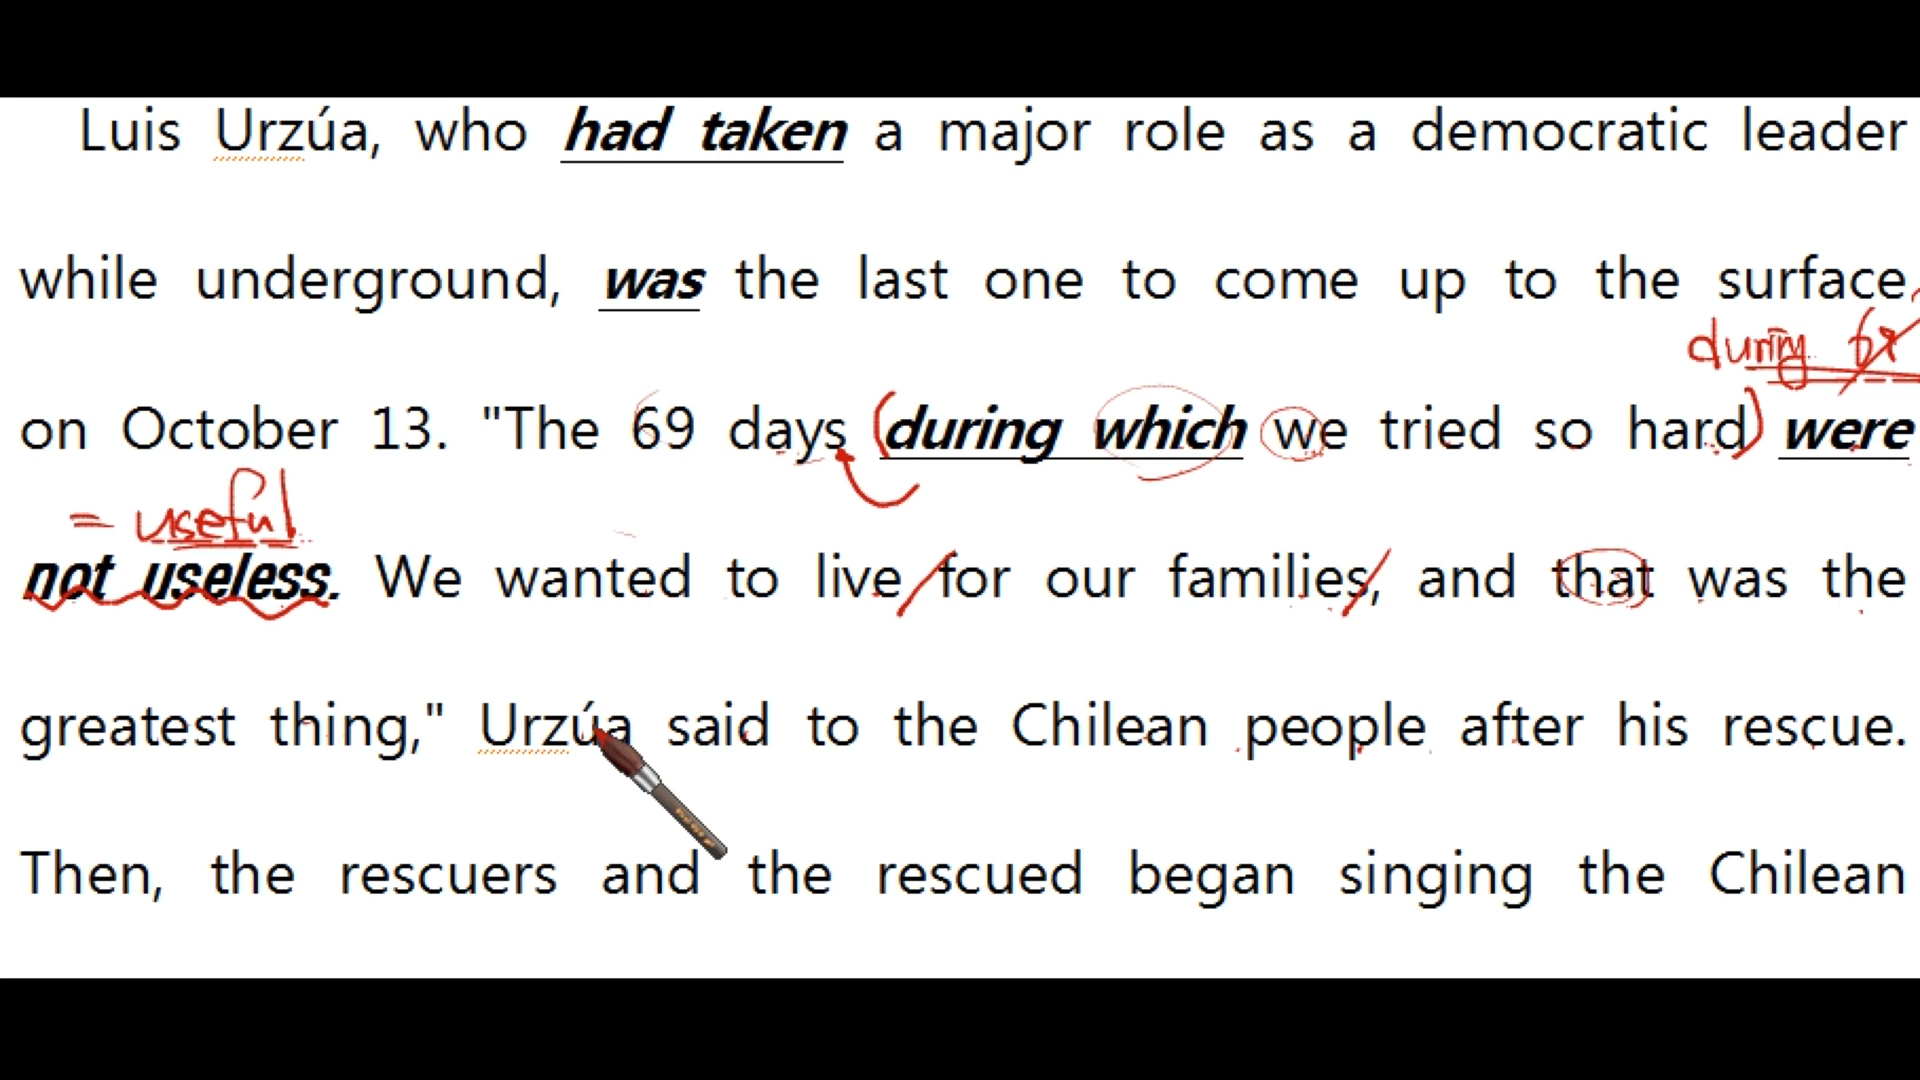 Luis Urzúa, who had taken a major role as a democratic leader
while underground, was the last one to come up to the surface
during
on October 13. "The 69 days (during which we tried so hard) were
= useful
not useless. We wanted to live for our families, and that was the
greatest thing," Urzúa said to the Chilean people after his rescue.
Then, the rescuers and the rescued began singing the Chilean